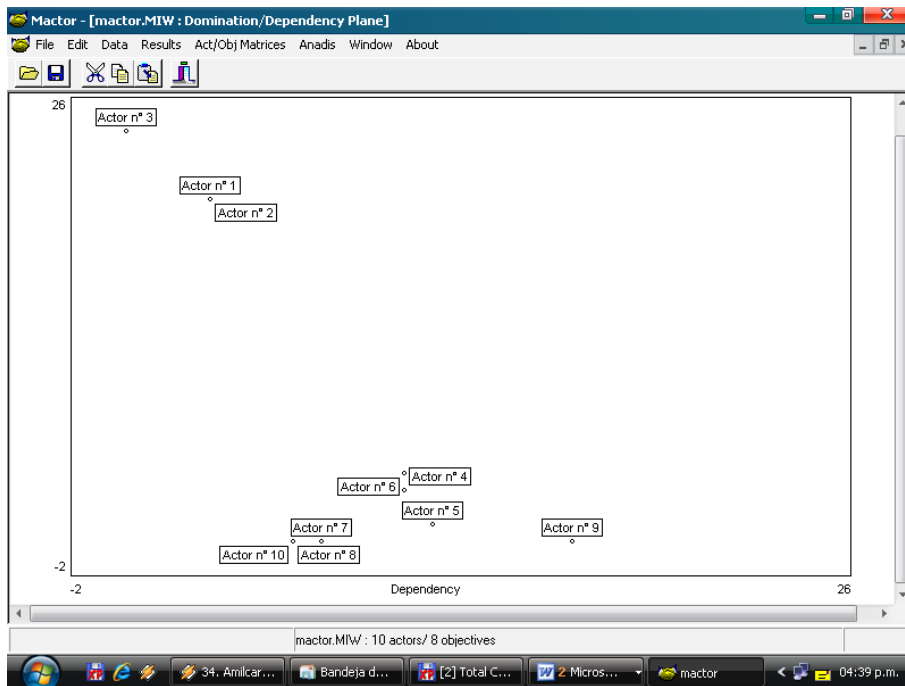 Mactor - [mactor.MIW : Domination/Dependency Plane]
File Edit Data Results Act/Obj Matrices Anadis Window About
26
Actor n° 3
Actor n° 1
Actor n° 2
Actor n° 4
Actor n° 6
Actor n° 5
Actor n° 7
Actor n° 9
Actor n° 10
Actor n° 8
-2
-2
Dependency
26
mactor.MIW : 10 actors/ 8 objectives
34. Amilcar...
Bandeja d...
[2] Total C...
2 Micros...
mactor
04:39 p.m.